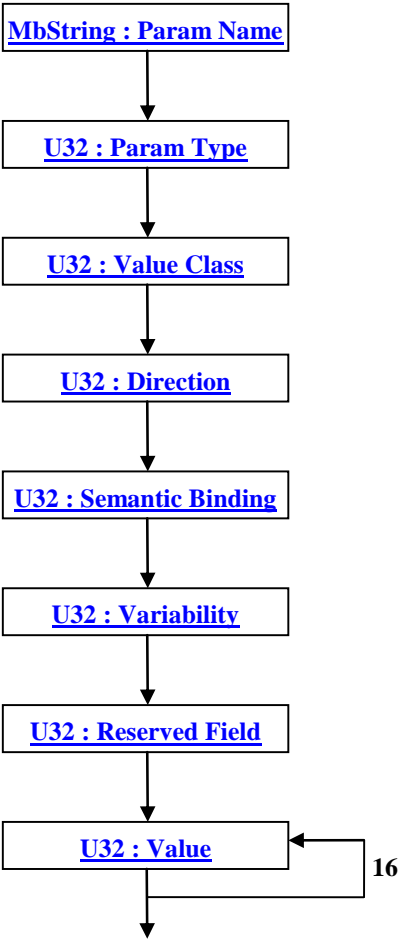 MbString : Param Name
U32 : Param Type
U32 : Value Class
U32 : Direction
U32 : Semantic Binding
U32 : Variability
U32 : Reserved Field
U32 : Value
16